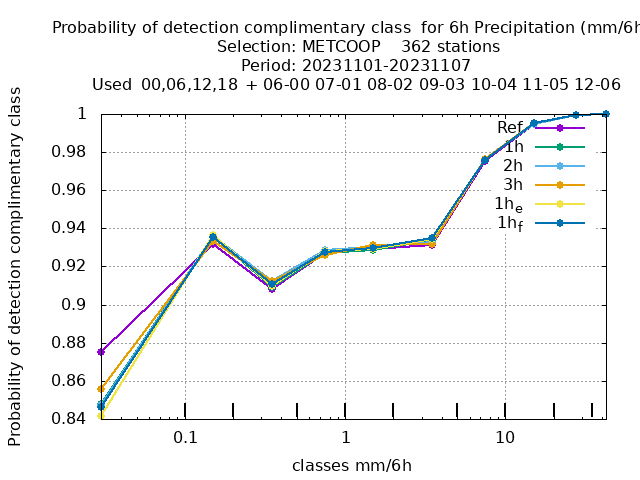 Probability of detection complimentary class  for 6h Precipitation (mm/6h
Selection: METCOOP    362 stations
Period: 20231101-20231107
Used  00,06,12,18  + 06-00 07-01 08-02 09-03 10-04 11-05 12-06
Probability of detection complimentary class
1
0.98
0.96
0.94
0.92
0.9
0.88
0.86
0.84
Ref
1h
2h
3h
1he
1hf
0.1
1
10
classes mm/6h